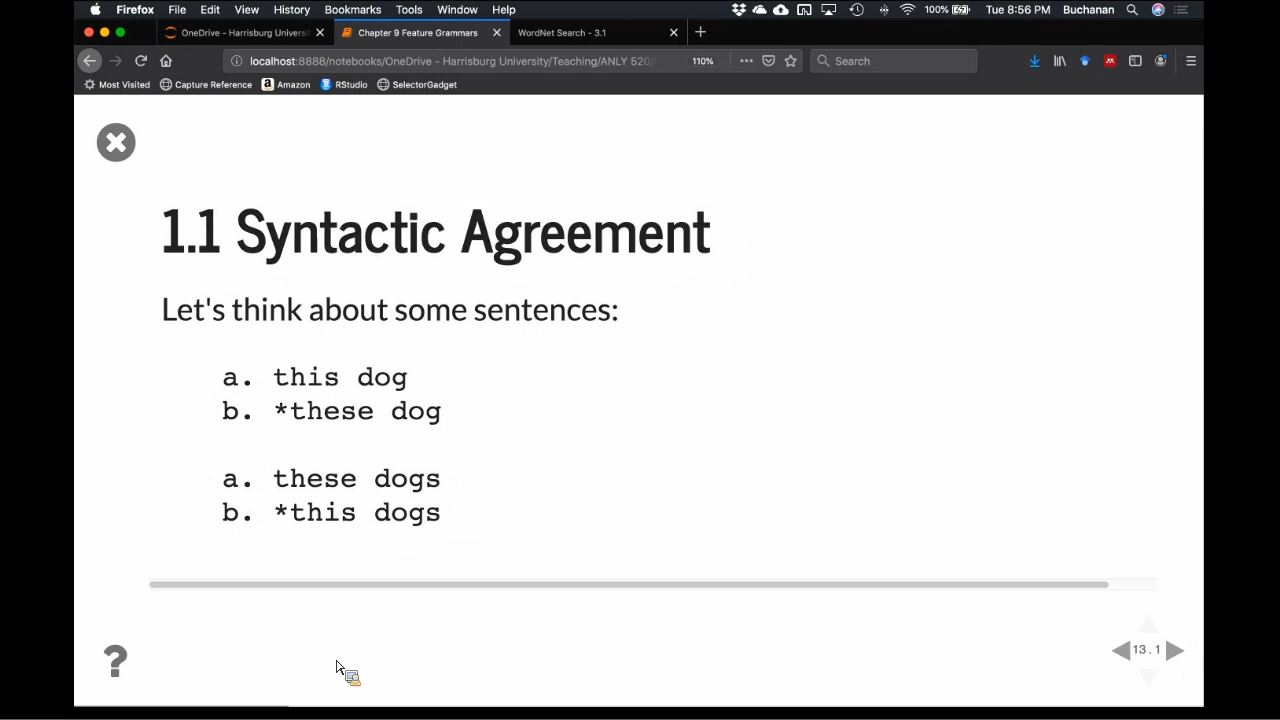 Firefox File Edit View History Bookmarks Tools Window Help 100% Tue 8:56 PM Buchanan
OneDrive - Harrisburg Universi Chapter 9 Feature Grammars WordNet Search - 3.1
localhost:8888/notebooks/OneDrive - Harrisburg University/Teaching/ANLY 520/ 110% Search
Most Visited Capture Reference Amazon RStudio SelectorGadget
1.1 Syntactic Agreement
Let's think about some sentences:
a. this dog
b. *these dog
a. these dogs
b. *this dogs
?
13.1